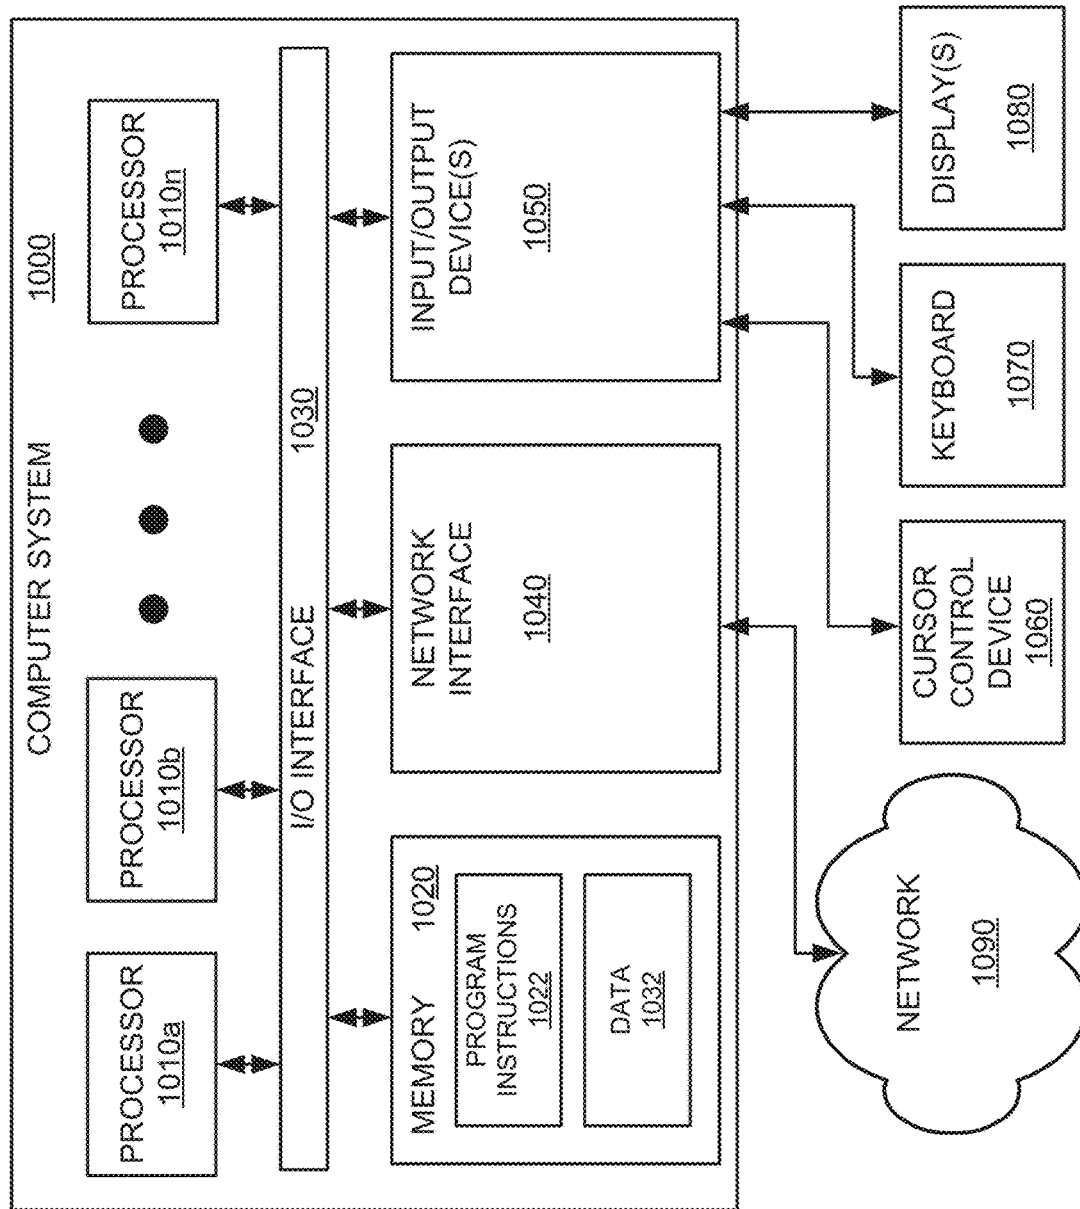 COMPUTER SYSTEM 1000
PROCESSOR
1010a
PROCESSOR
1010b
PROCESSOR
1010n
I/O INTERFACE 1030
MEMORY 1020
PROGRAM
INSTRUCTIONS
1022
DATA
1032
NETWORK
INTERFACE
1040
INPUT/OUTPUT
DEVICE(S)
1050
NETWORK
1090
CURSOR
CONTROL
DEVICE
1060
KEYBOARD
1070
DISPLAY(S)
1080